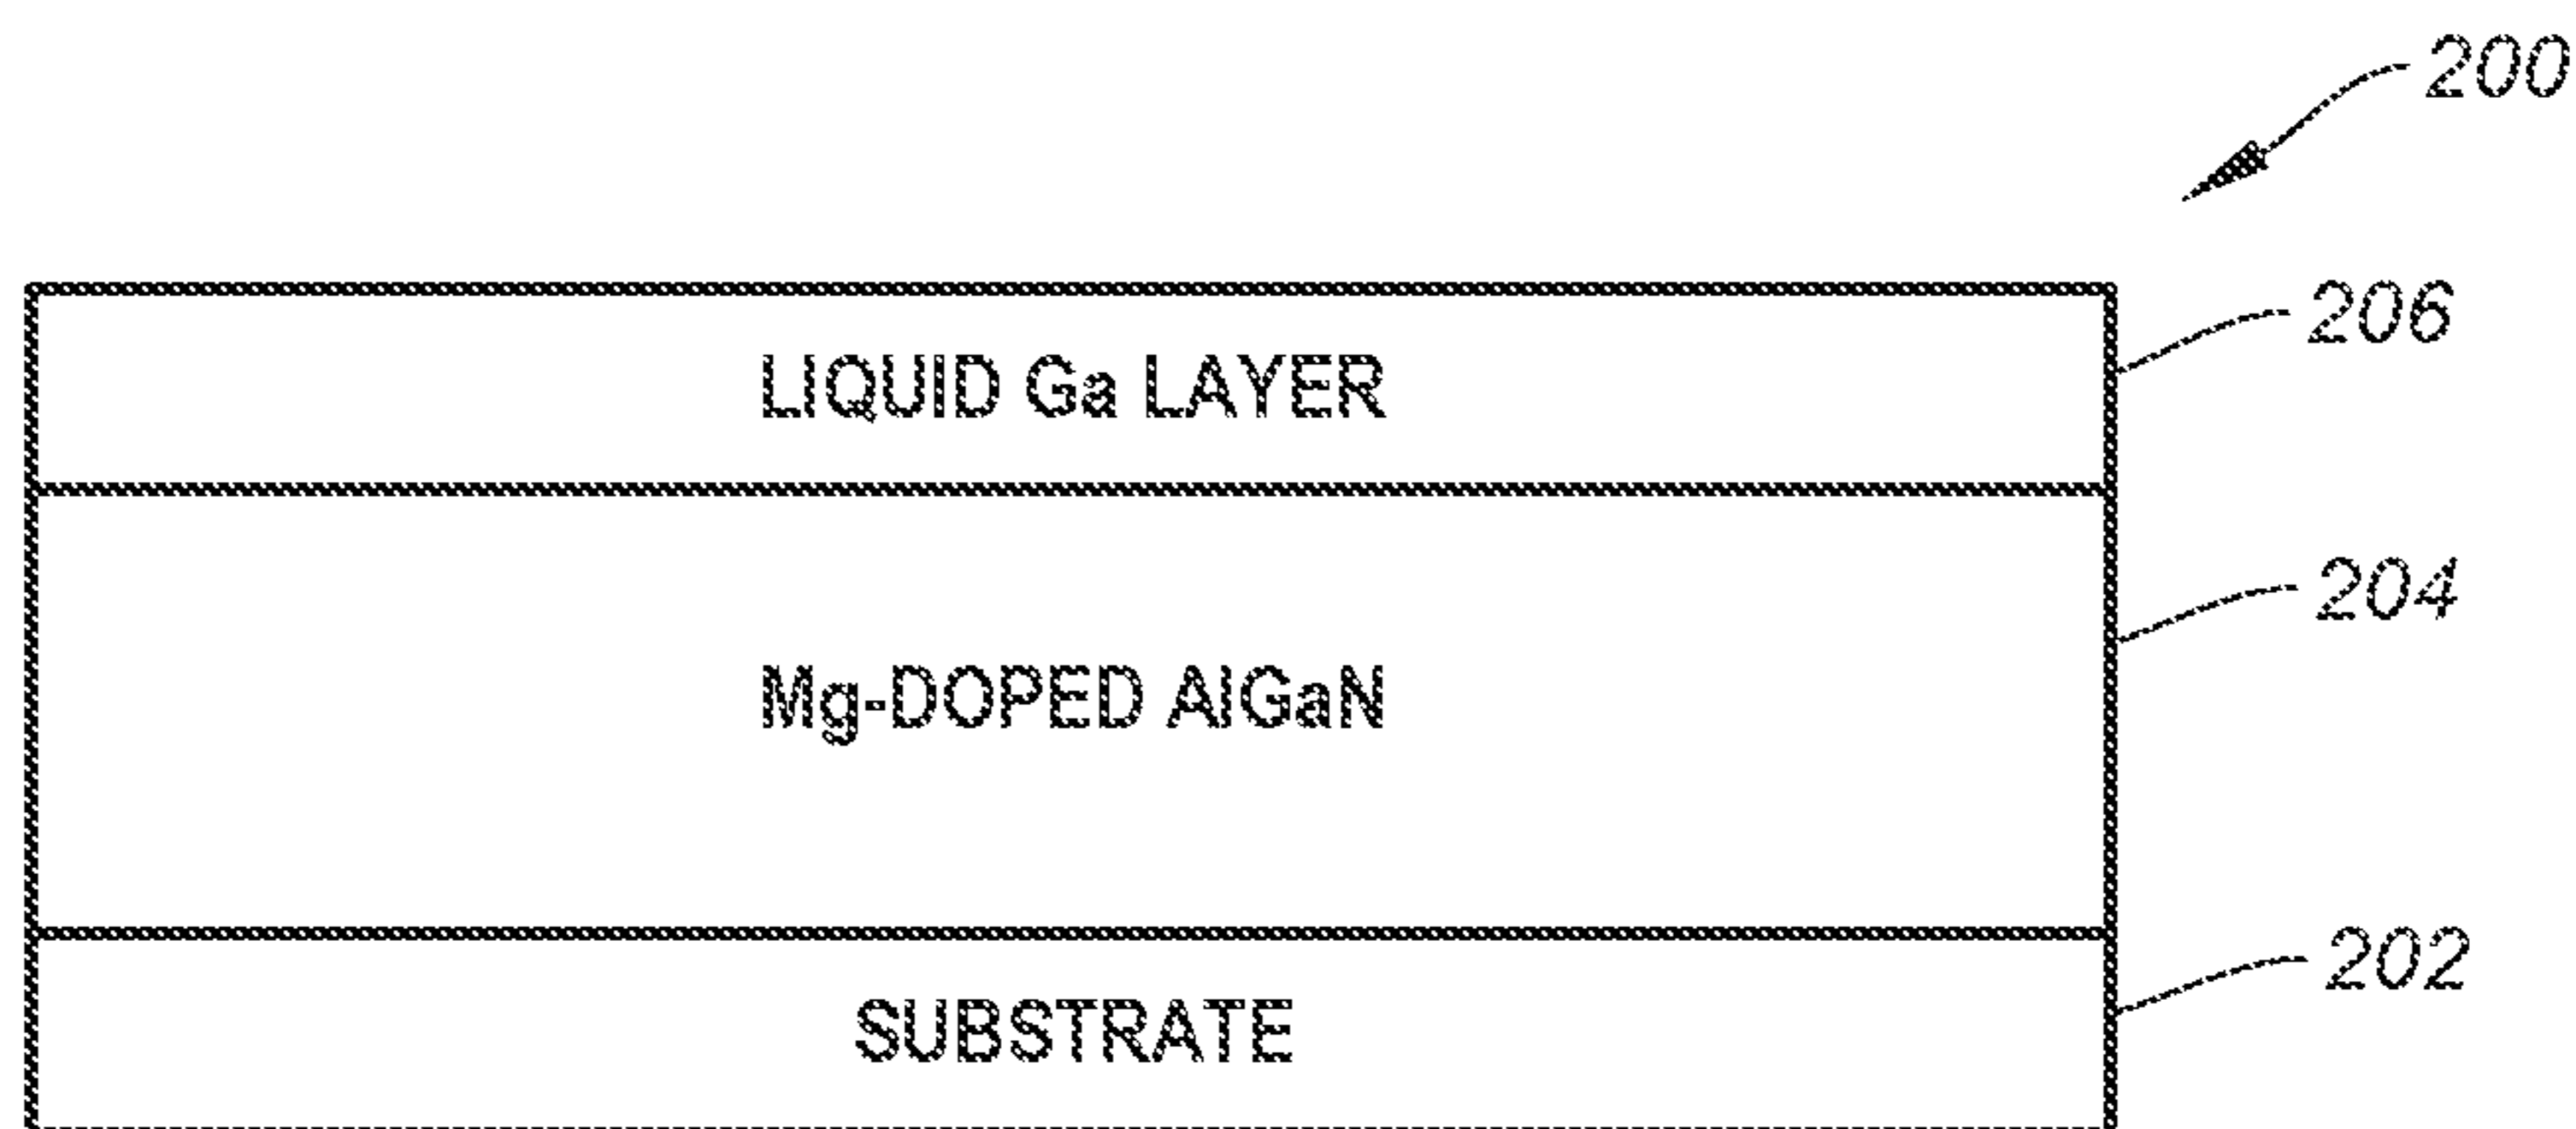 200
206
LIQUID Ga LAYER
204
Mg-DOPED AlGaN
202
SUBSTRATE